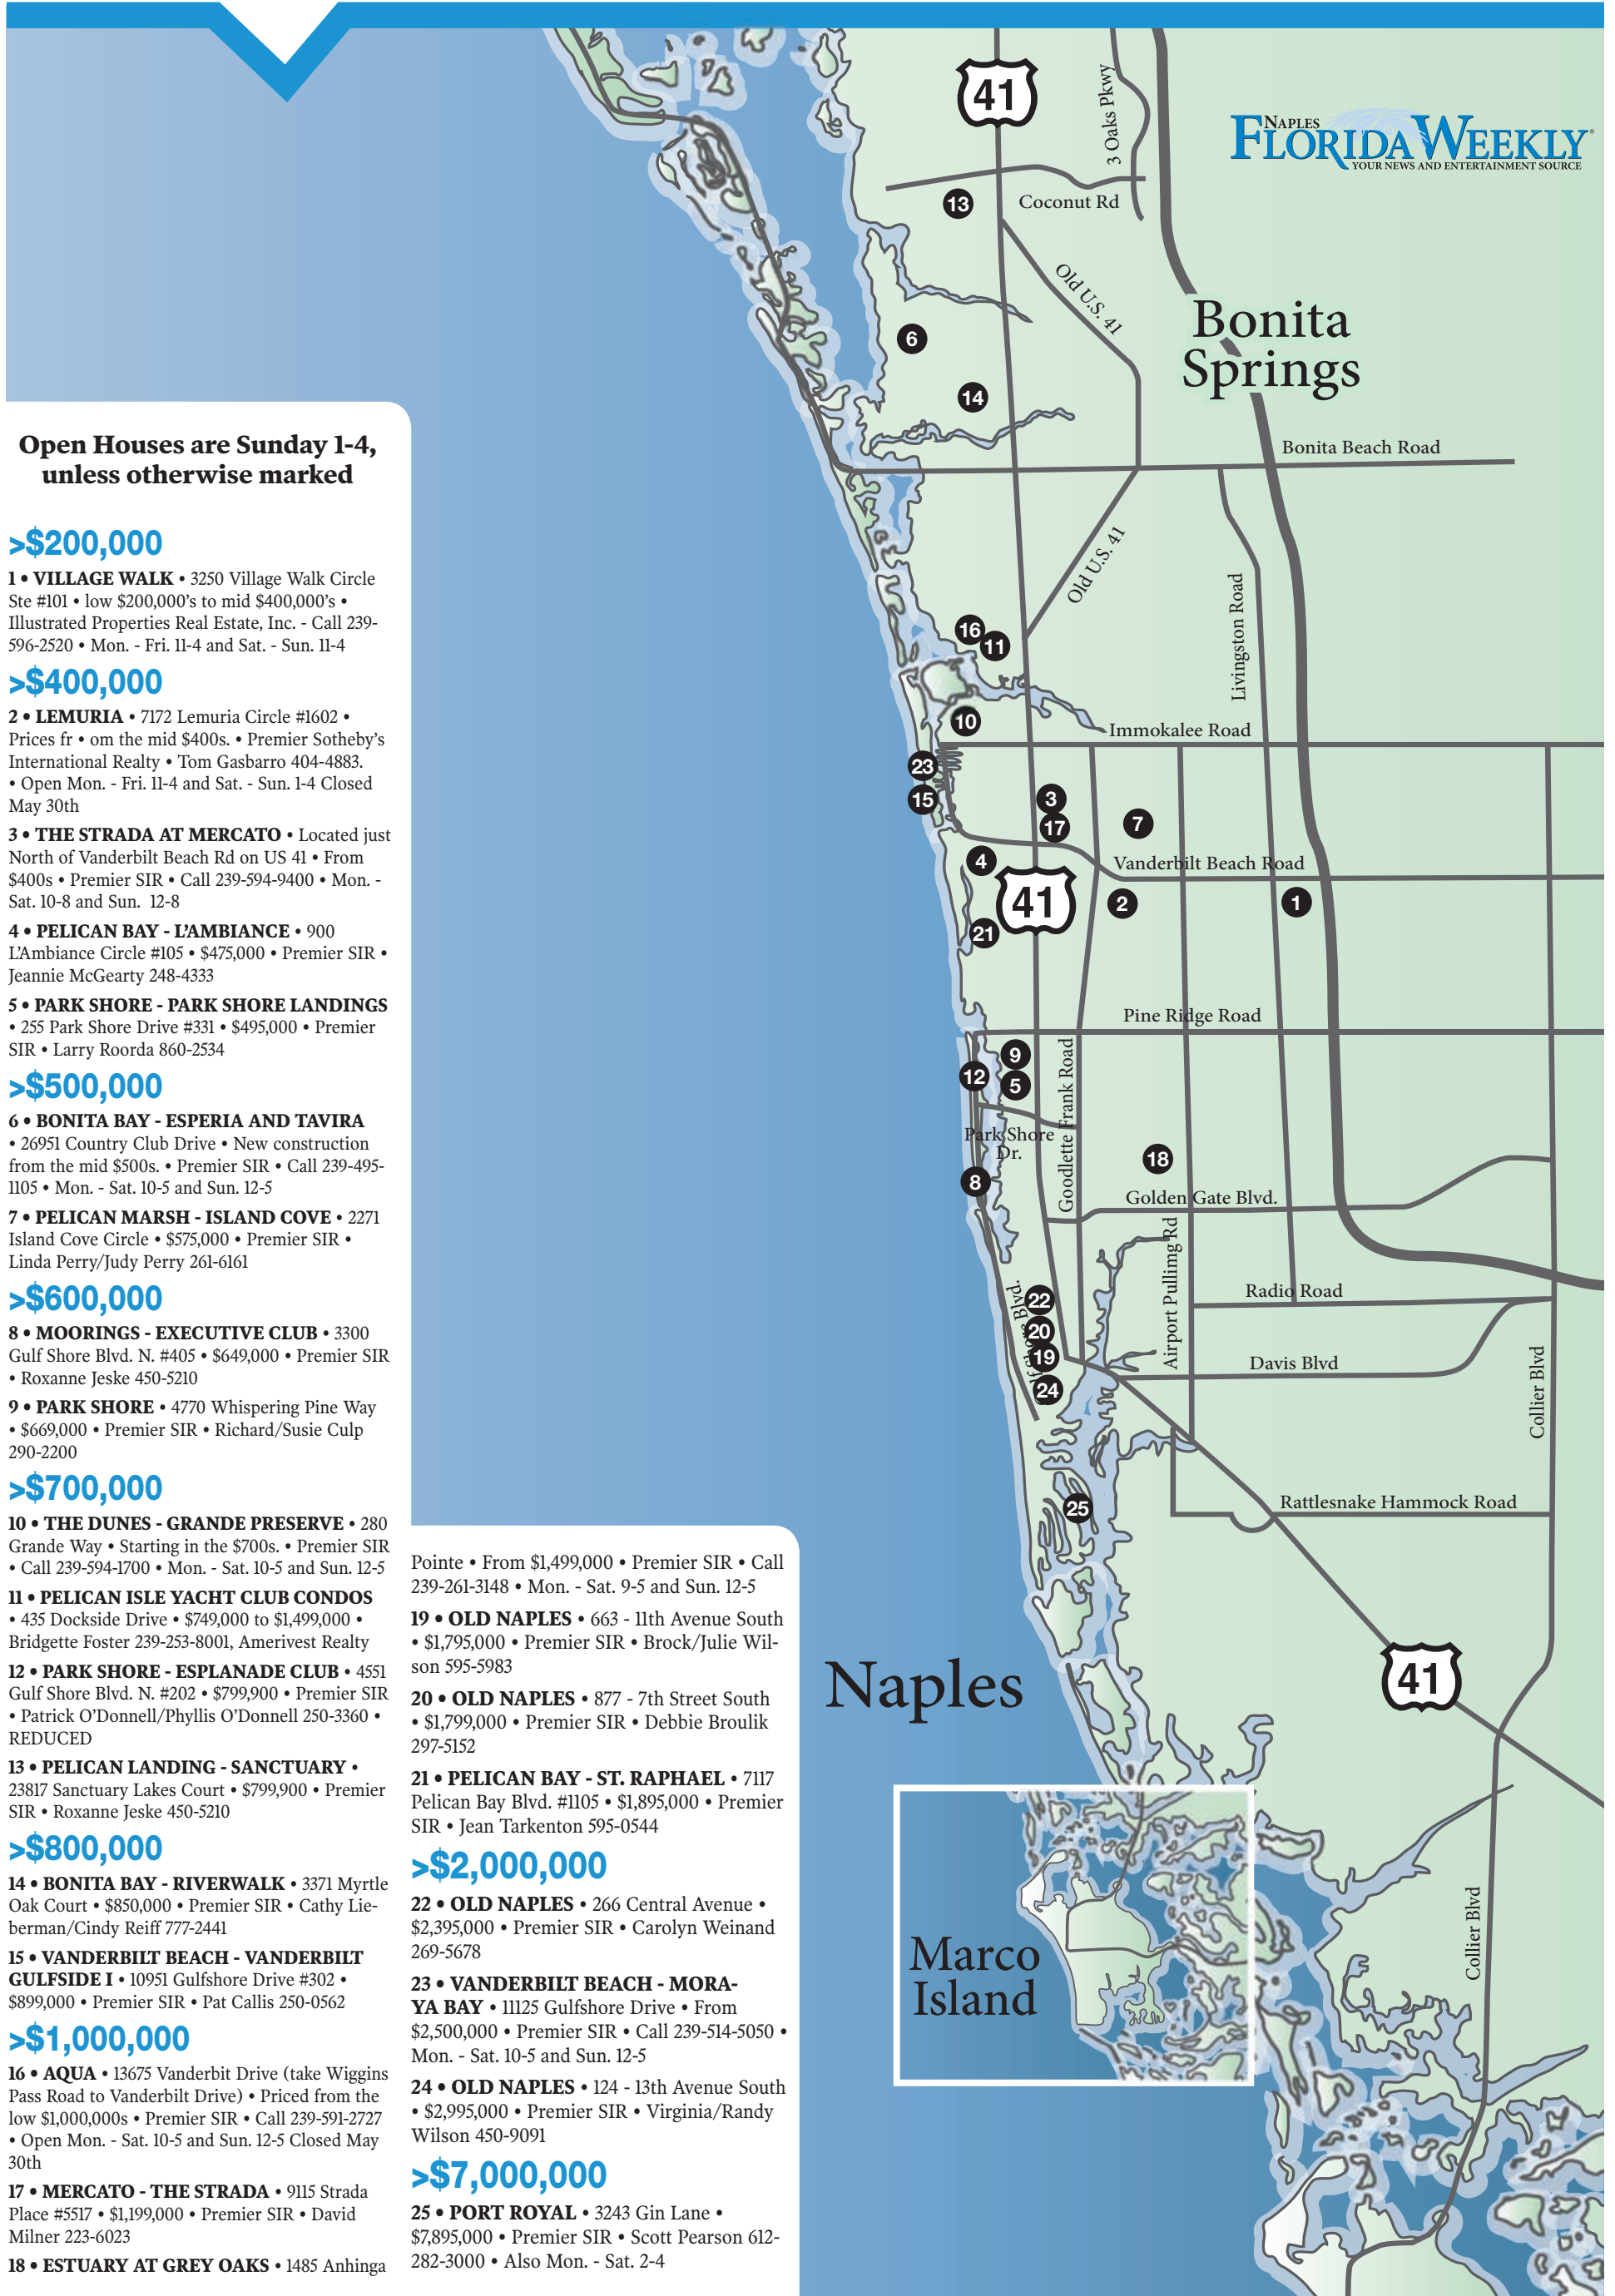 Open Houses are Sunday 1-4,
unless otherwise marked
>$200,000
1 • VILLAGE WALK • 3250 Village Walk Circle
Ste #101 • low $200,000's to mid $400,000's •
Illustrated Properties Real Estate, Inc. - Call 239-
596-2520 • Mon. - Fri. 11-4 and Sat. - Sun. 11-4
>$400,000
2 • LEMURIA • 7172 Lemuria Circle #1602 •
Prices fr • om the mid $400s. • Premier Sotheby's
International Realty • Tom Gasbarro 404-4883.
• Open Mon. - Fri. 11-4 and Sat. - Sun. 1-4 Closed
May 30th
3 • THE STRADA AT MERCATO • Located just
North of Vanderbilt Beach Rd on US 41 • From
$400s • Premier SIR • Call 239-594-9400 • Mon. -
Sat. 10-8 and Sun. 12-8
4 • PELICAN BAY - L'AMBIANCE • 900
L'Ambiance Circle #105 • $475,000 • Premier SIR •
Jeannie McGearty 248-4333
5 • PARK SHORE - PARK SHORE LANDINGS
• 255 Park Shore Drive #331 • $495,000 • Premier
SIR • Larry Roorda 860-2534
>$500,000
6 • BONITA BAY - ESPERIA AND TAVIRA
• 26951 Country Club Drive • New construction
from the mid $500s. • Premier SIR • Call 239-495-
1105 • Mon. - Sat. 10-5 and Sun. 12-5
7 • PELICAN MARSH - ISLAND COVE • 2271
Island Cove Circle • $575,000 • Premier SIR •
Linda Perry/Judy Perry 261-6161
>$600,000
8 • MOORINGS - EXECUTIVE CLUB • 3300
Gulf Shore Blvd. N. #405 • $649,000 • Premier SIR
• Roxanne Jeske 450-5210
9 • PARK SHORE • 4770 Whispering Pine Way
• $669,000 • Premier SIR • Richard/Susie Culp
290-2200
>$700,000
10 • THE DUNES - GRANDE PRESERVE • 280
Grande Way • Starting in the $700s. • Premier SIR
• Call 239-594-1700 • Mon. - Sat. 10-5 and Sun. 12-5
11 • PELICAN ISLE YACHT CLUB CONDOS
• 435 Dockside Drive • $749,000 to $1,499,000 •
Bridgette Foster 239-253-8001, Amerivest Realty
12 • PARK SHORE - ESPLANADE CLUB • 4551
Gulf Shore Blvd. N. #202 • $799,900 • Premier SIR
• Patrick O'Donnell/Phyllis O'Donnell 250-3360 •
REDUCED
13 • PELICAN LANDING - SANCTUARY •
23817 Sanctuary Lakes Court • $799,900 • Premier
SIR • Roxanne Jeske 450-5210
>$800,000
14 • BONITA BAY - RIVERWALK • 3371 Myrtle
Oak Court • $850,000 • Premier SIR • Cathy Lie-
berman/Cindy Reiff 777-2441
15 • VANDERBILT BEACH - VANDERBILT
GULFSIDE I • 10951 Gulfshore Drive #302 •
$899,000 • Premier SIR • Pat Callis 250-0562
>$1,000,000
16 • AQUA • 13675 Vanderbit Drive (take Wiggins
Pass Road to Vanderbilt Drive) • Priced from the
low $1,000,000s • Premier SIR • Call 239-591-2727
• Open Mon. - Sat. 10-5 and Sun. 12-5 Closed May
30th
17 • MERCATO - THE STRADA • 9115 Strada
Place #5517 • $1,199,000 • Premier SIR • David
Milner 223-6023
18 • ESTUARY AT GREY OAKS • 1485 Anhinga
Pointe • From $1,499,000 • Premier SIR • Call
239-261-3148 • Mon. - Sat. 9-5 and Sun. 12-5
19 • OLD NAPLES • 663 - 11th Avenue South
• $1,795,000 • Premier SIR • Brock/Julie Wil-
son 595-5983
20 • OLD NAPLES • 877 - 7th Street South
• $1,799,000 • Premier SIR • Debbie Broulik
297-5152
21 • PELICAN BAY - ST. RAPHAEL • 7117
Pelican Bay Blvd. #1105 • $1,895,000 • Premier
SIR • Jean Tarkenton 595-0544
>$2,000,000
22 • OLD NAPLES • 266 Central Avenue •
$2,395,000 • Premier SIR • Carolyn Weinand
269-5678
23 • VANDERBILT BEACH - MORA-
YA BAY • 11125 Gulfshore Drive • From
$2,500,000 • Premier SIR • Call 239-514-5050 •
Mon. - Sat. 10-5 and Sun. 12-5
24 • OLD NAPLES • 124 - 13th Avenue South
• $2,995,000 • Premier SIR • Virginia/Randy
Wilson 450-9091
>$7,000,000
25 • PORT ROYAL • 3243 Gin Lane •
$7,895,000 • Premier SIR • Scott Pearson 612-
282-3000 • Also Mon. - Sat. 2-4
41
3 Oaks Pkwy
NAPLES
FLORIDA WEEKLY®
YOUR NEWS AND ENTERTAINMENT SOURCE
13
Coconut Rd
Old U.S. 41
Bonita
Springs
6
14
Bonita Beach Road
Old U.S. 41
Livingston Road
16
11
10
Immokalee Road
23
15
3
17
7
4
Vanderbilt Beach Road
41
2
1
21
Pine Ridge Road
9
12
5
Goodlette Frank Road
Park Shore
Dr.
18
8
Golden Gate Blvd.
Airport Pullimg Rd
Blvd.
22
Radio Road
20
19
Davis Blvd
24
Collier Blvd
25
Rattlesnake Hammock Road
Naples
41
Marco
Island
Collier Blvd